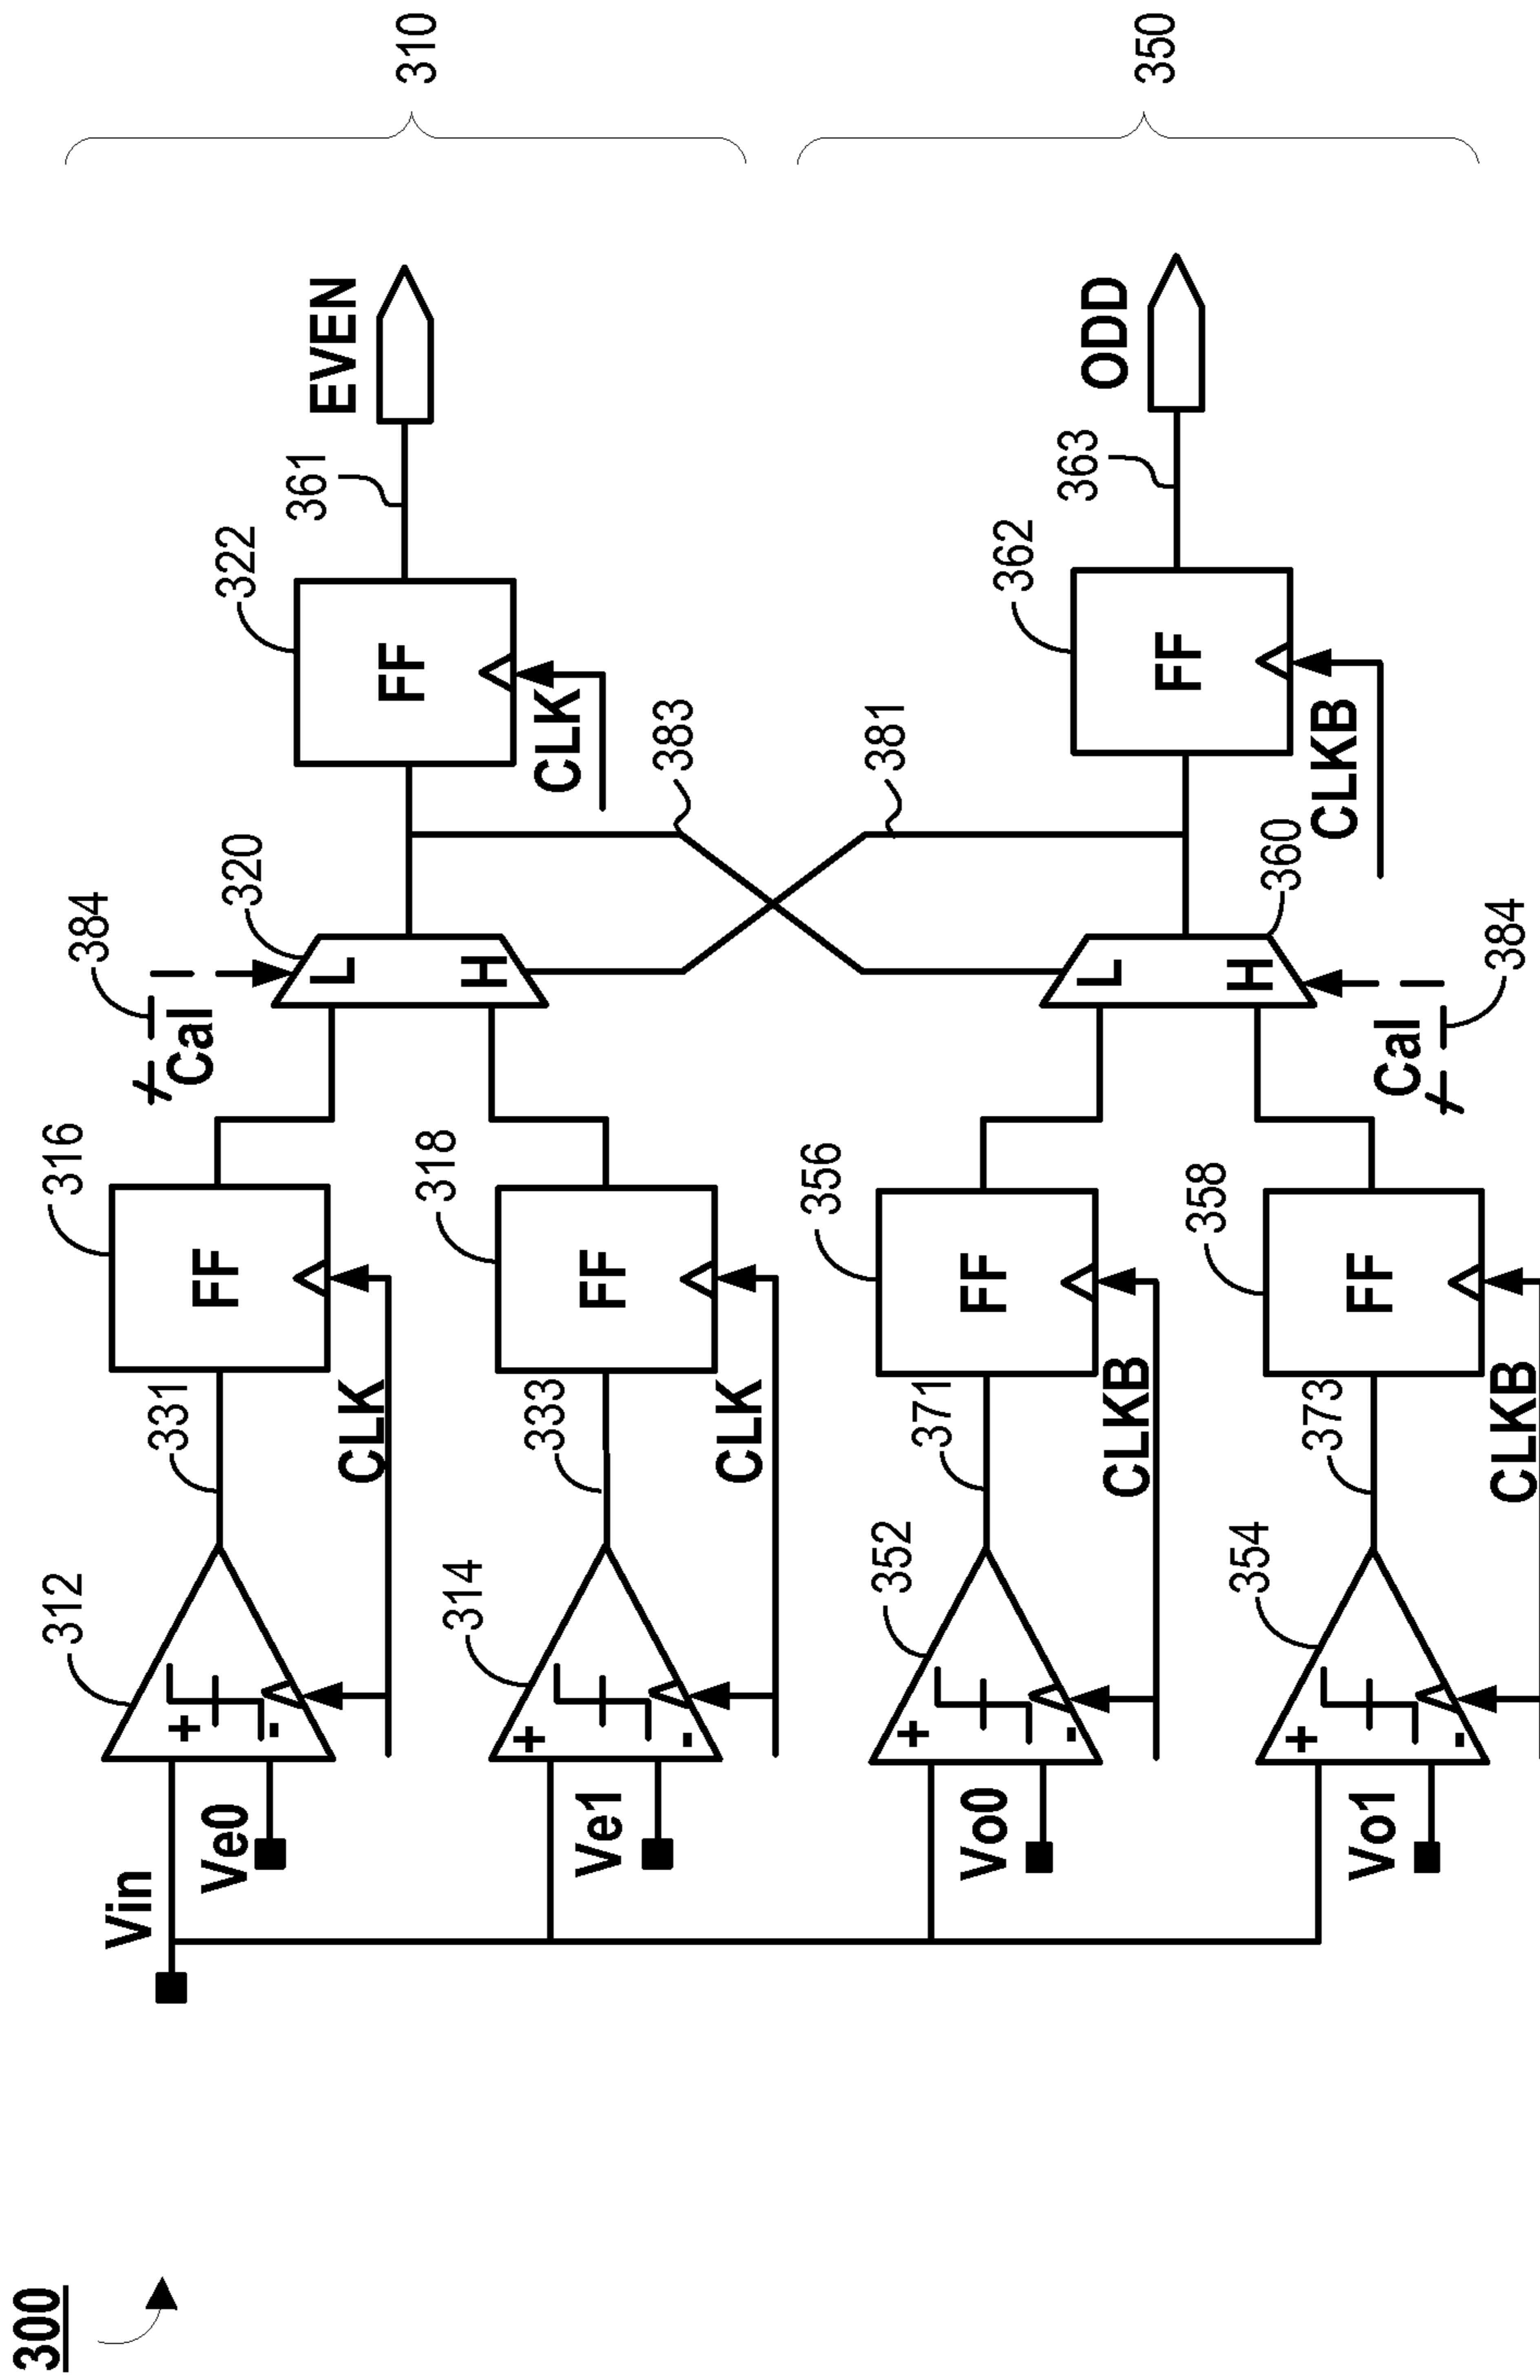 300
Vin
Ve0
+
-
312
331
CLK
316
FF
Cal
384
320
L
H
322
FF
CLK
361
EVEN
310
Ve1
+
-
314
333
CLK
318
FF
383
381
Vo0
+
-
352
371
CLKB
356
FF
L
H
360
Cal
384
362
FF
CLKB
363
ODD
350
Vo1
+
-
354
373
CLKB
358
FF